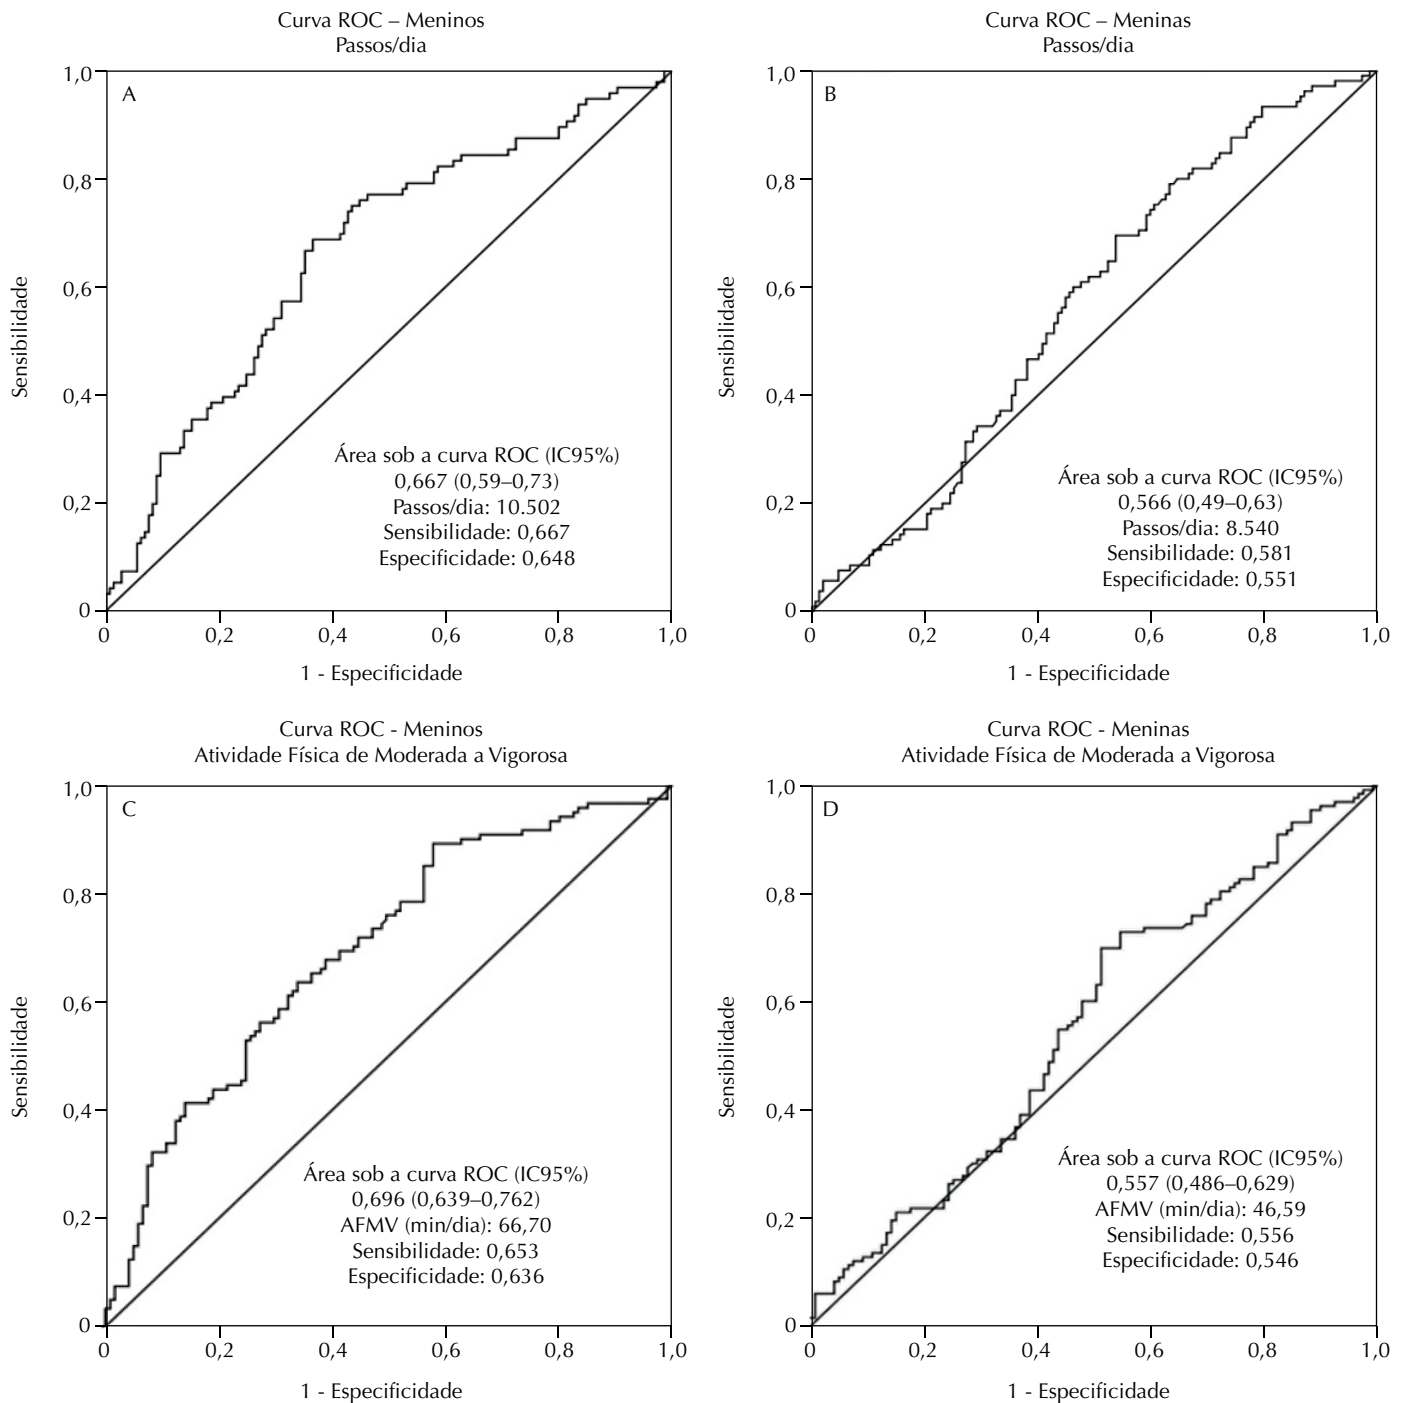 Curva ROC – Meninos
Passos/dia
A
1,0
0,8
0,6
0,4
0,2
0
Sensibilidade
Área sob a curva ROC (IC95%)
0,667 (0,59–0,73)
Passos/dia: 10.502
Sensibilidade: 0,667
Especificidade: 0,648
0 0,2 0,4 0,6 0,8 1,0
1 - Especificidade
Curva ROC – Meninas
Passos/dia
B
1,0
0,8
0,6
0,4
0,2
0
Sensibilidade
Área sob a curva ROC (IC95%)
0,566 (0,49–0,63)
Passos/dia: 8.540
Sensibilidade: 0,581
Especificidade: 0,551
0 0,2 0,4 0,6 0,8 1,0
1 - Especificidade
Curva ROC - Meninos
Atividade Física de Moderada a Vigorosa
C
1,0
0,8
0,6
0,4
0,2
0
Sensibilidade
Área sob a curva ROC (IC95%)
0,696 (0,639–0,762)
AFMV (min/dia): 66,70
Sensibilidade: 0,653
Especificidade: 0,636
0 0,2 0,4 0,6 0,8 1,0
1 - Especificidade
Curva ROC - Meninas
Atividade Física de Moderada a Vigorosa
D
1,0
0,8
0,6
0,4
0,2
0
Sensibilidade
Área sob a curva ROC (IC95%)
0,557 (0,486–0,629)
AFMV (min/dia): 46,59
Sensibilidade: 0,556
Especificidade: 0,546
0 0,2 0,4 0,6 0,8 1,0
1 - Especificidade